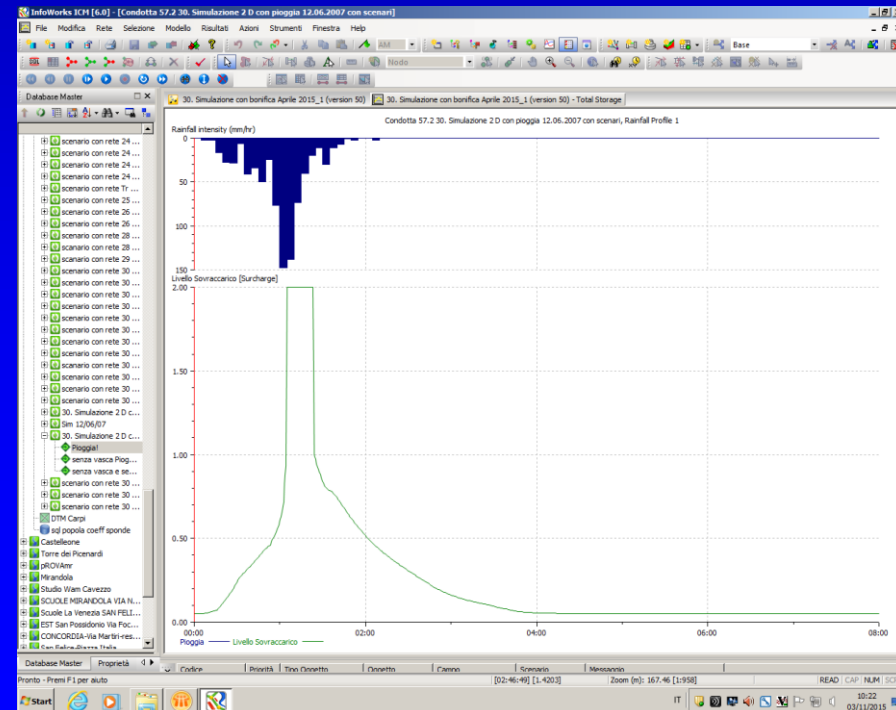 InfoWorks ICM [6.0] - [Condotta 57.2 30. Simulazione 2 D con pioggia 12.06.2007 con scenari]
File Modifica Rete Selezione Modello Risultati Azioni Strumenti Finestra Help
AM Base
Nodo
Database Master
30. Simulazione con bonifica Aprile 2015_1 (version 50) 30. Simulazione con bonifica Aprile 2015_1 (version 50) - Total Storage
Condotta 57.2 30. Simulazione 2 D con pioggia 12.06.2007 con scenari, Rainfall Profile 1
Rainfall intensity (mm/hr)
0
50
100
150
Livello Sovraccarico [Surcharge]
2.00
1.50
1.00
0.50
0.00
00:00 02:00 04:00 06:00 08:00
Pioggia Livello Sovraccarico
scenario con rete 24 ...
scenario con rete 24 ...
scenario con rete 24 ...
scenario con rete 24 ...
scenario con rete Tr ...
scenario con rete 25 ...
scenario con rete 26 ...
scenario con rete 26 ...
scenario con rete 28 ...
scenario con rete 28 ...
scenario con rete 29 ...
scenario con rete 30 ...
scenario con rete 30 ...
scenario con rete 30 ...
scenario con rete 30 ...
scenario con rete 30 ...
scenario con rete 30 ...
scenario con rete 30 ...
scenario con rete 30 ...
scenario con rete 30 ...
scenario con rete 30 ...
scenario con rete 30 ...
scenario con rete 30 ...
30. Simulazione 2 D c...
Sim 12/06/07
30. Simulazione 2 D c...
Pioggia!
senza vasca Piog...
senza vasca e se...
scenario con rete 30 ...
scenario con rete 30 ...
scenario con rete 30 ...
DTM Carpi
sql popola coeff sponde
Castelleone
Torre dei Picenardi
pROVAmr
Mirandola
Studio Wam Cavezzo
SCUOLE MIRANDOLA VIA N...
Scuole La Venezia SAN FELI...
EST San Possidonio Via Foc...
CONCORDIA-Via Martiri-res...
San Felice-Piazza Italia
Database Master Proprietà
Codice Priorità Tipo Oggetto Oggetto Campo Scenario Messaggio
Pronto - Premi F1 per aiuto [02:46:49] [1.4203] Zoom (m): 167.46 [1:958] READ CAP NUM SCR
Start IT 10:22
03/11/2015